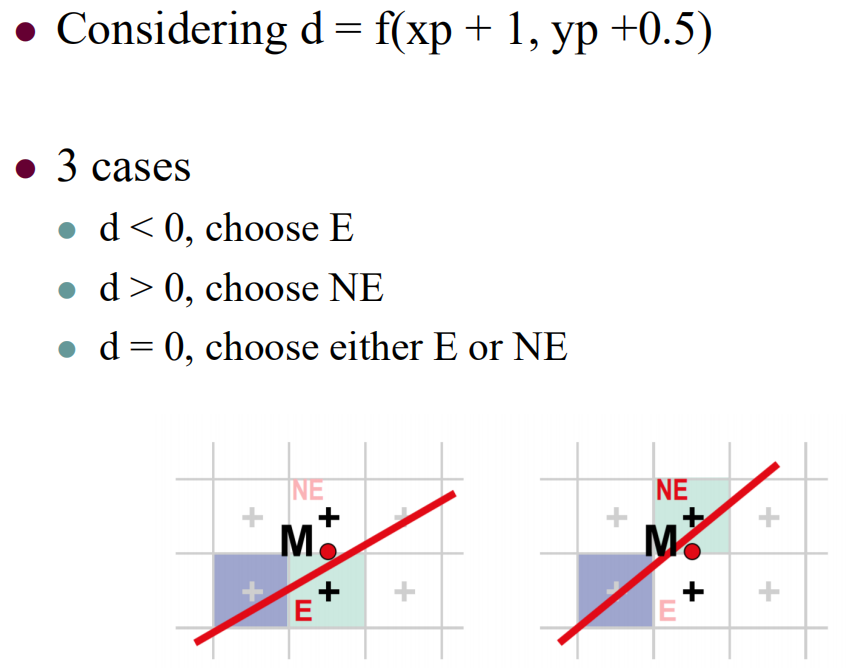 Considering d = f(xp + 1, yp +0.5)
3 cases
d < 0, choose E
d > 0, choose NE
d = 0, choose either E or NE
NE
M
E
NE
M
E